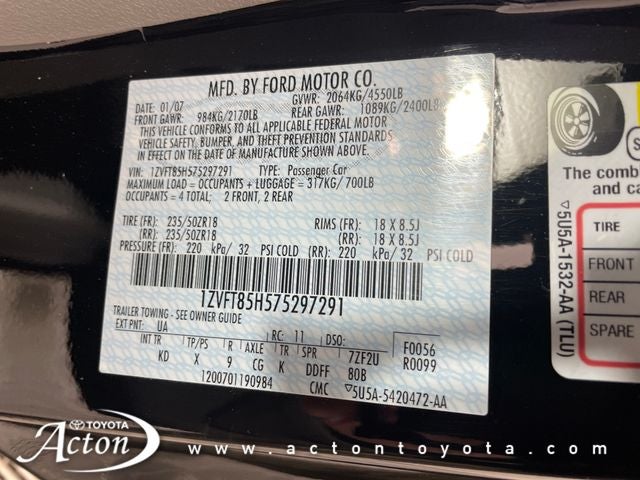 MFD. BY FORD MOTOR CO.
DATE: 01/07 GVWR: 2064KG/4550LB
FRONT GAWR: 984KG/2170LB REAR GAWR: 1089KG/2400LB
THIS VEHICLE CONFORMS TO ALL APPLICABLE FEDERAL MOTOR
VEHICLE SAFETY, BUMPER, AND THEFT PREVENTION STANDARDS
IN EFFECT ON THE DATE OF MANUFACTURE SHOWN ABOVE.
VIN: 1ZVFT85H575297291 TYPE: Passenger Car
MAXIMUM LOAD = OCCUPANTS + LUGGAGE = 317KG/700LB
OCCUPANTS = 4 TOTAL: 2 FRONT, 2 REAR
TIRE (FR): 235/50ZR18 RIMS (FR): 18 X 8.5J
(RR): 235/50ZR18 (RR): 18 X 8.5J
PRESSURE (FR): 220 kPa/ 32 PSI COLD (RR): 220 kPa/ 32 PSI COLD
1ZVFT85H575297291
TRAILER TOWING - SEE OWNER GUIDE
EXT PNT: UA RC: 11 DSO: F0056
INT TR TP/PS R AXLE TR SPR 7ZF2U R0099
KD X 9 CG K DDFF 80B
1200701190984 CMC ▽5U5A-5420472-AA
The comb
and ca
TIRE
FRONT
REAR
SPARE
▽5U5A-1532-AA (TLU)
TOYOTA
Acton
www.actontoyota.com